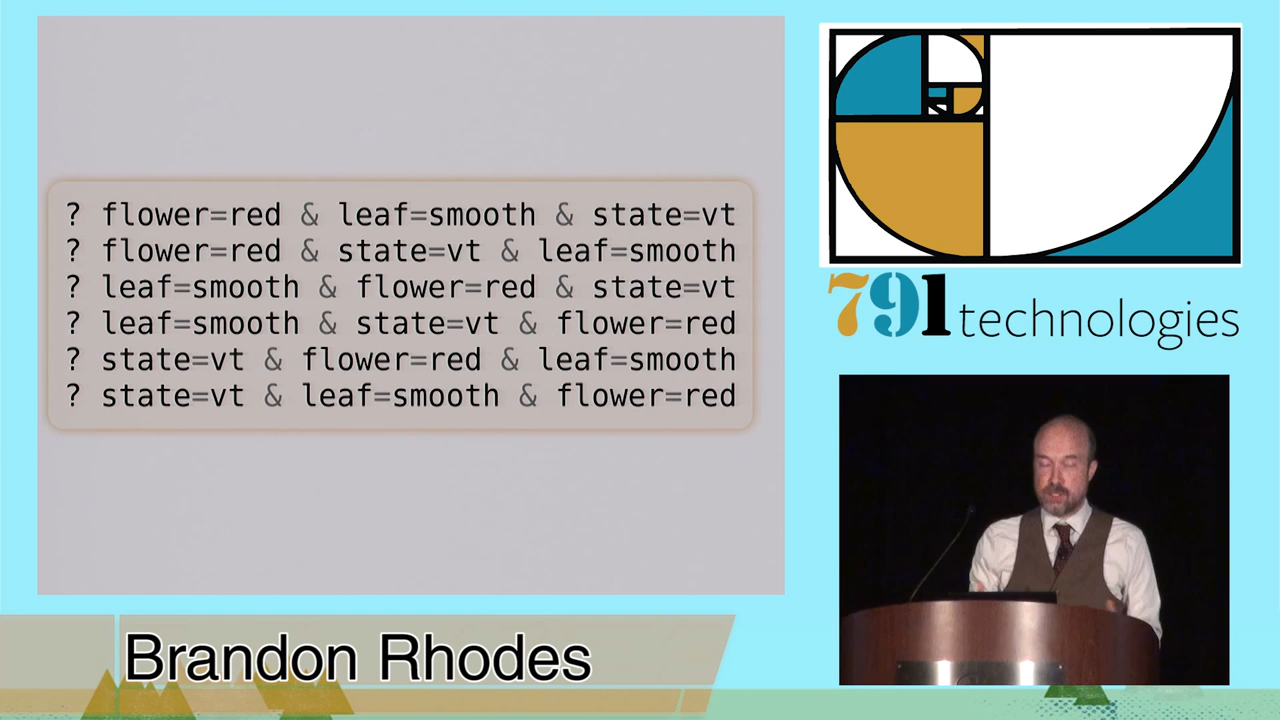 ? flower=red & leaf=smooth & state=vt
? flower=red & state=vt & leaf=smooth
? leaf=smooth & flower=red & state=vt
? leaf=smooth & state=vt & flower=red
? state=vt & flower=red & leaf=smooth
? state=vt & leaf=smooth & flower=red
791 technologies
Brandon Rhodes